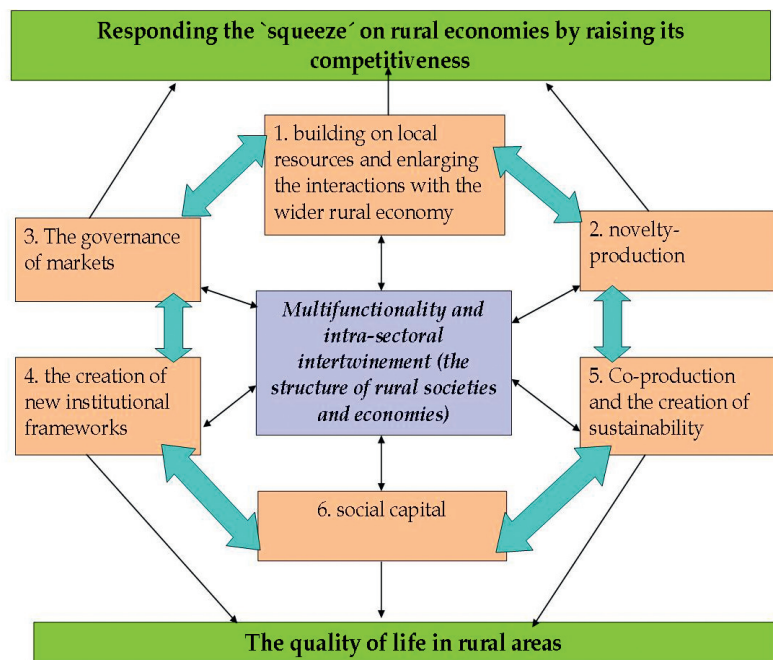 Responding the `squeeze´ on rural economies by raising its
competitiveness
1. building on local
resources and enlarging
the interactions with the
wider rural economy
3. The governance
of markets
2. novelty-
production
Multifunctionality and
intra-sectoral
intertwinement (the
structure of rural societies
and economies)
4. the creation of
new institutional
frameworks
5. Co-production
and the creation of
sustainability
6. social capital
The quality of life in rural areas